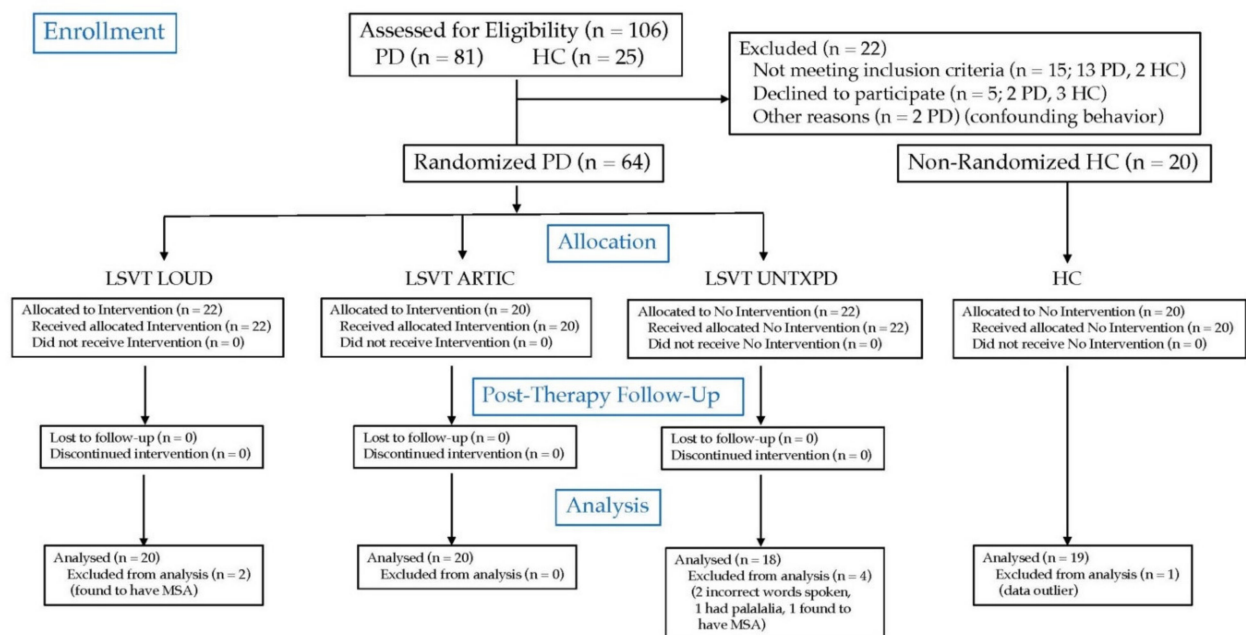 Enrollment
Assessed for Eligibility (n = 106)
PD (n = 81) HC (n = 25)
Excluded (n = 22)
Not meeting inclusion criteria (n = 15; 13 PD, 2 HC)
Declined to participate (n = 5; 2 PD, 3 HC)
Other reasons (n = 2 PD) (confounding behavior)
Randomized PD (n = 64)
Non-Randomized HC (n = 20)
Allocation
LSVT LOUD
Allocated to Intervention (n = 22)
Received allocated Intervention (n = 22)
Did not receive Intervention (n = 0)
LSVT ARTIC
Allocated to Intervention (n = 20)
Received allocated Intervention (n = 20)
Did not receive Intervention (n = 0)
LSVT UNTXPD
Allocated to No Intervention (n = 22)
Received allocated No Intervention (n = 22)
Did not receive No Intervention (n = 0)
HC
Allocated to No Intervention (n = 20)
Received allocated No Intervention (n = 20)
Did not receive No Intervention (n = 0)
Post-Therapy Follow-Up
Lost to follow-up (n = 0)
Discontinued intervention (n = 0)
Lost to follow-up (n = 0)
Discontinued intervention (n = 0)
Lost to follow-up (n = 0)
Discontinued intervention (n = 0)
Analysis
Analysed (n = 20)
Excluded from analysis (n = 2)
(found to have MSA)
Analysed (n = 20)
Excluded from analysis (n = 0)
Analysed (n = 18)
Excluded from analysis (n = 4)
(2 incorrect words spoken,
1 had palalalia, 1 found to
have MSA)
Analysed (n = 19)
Excluded from analysis (n = 1)
(data outlier)